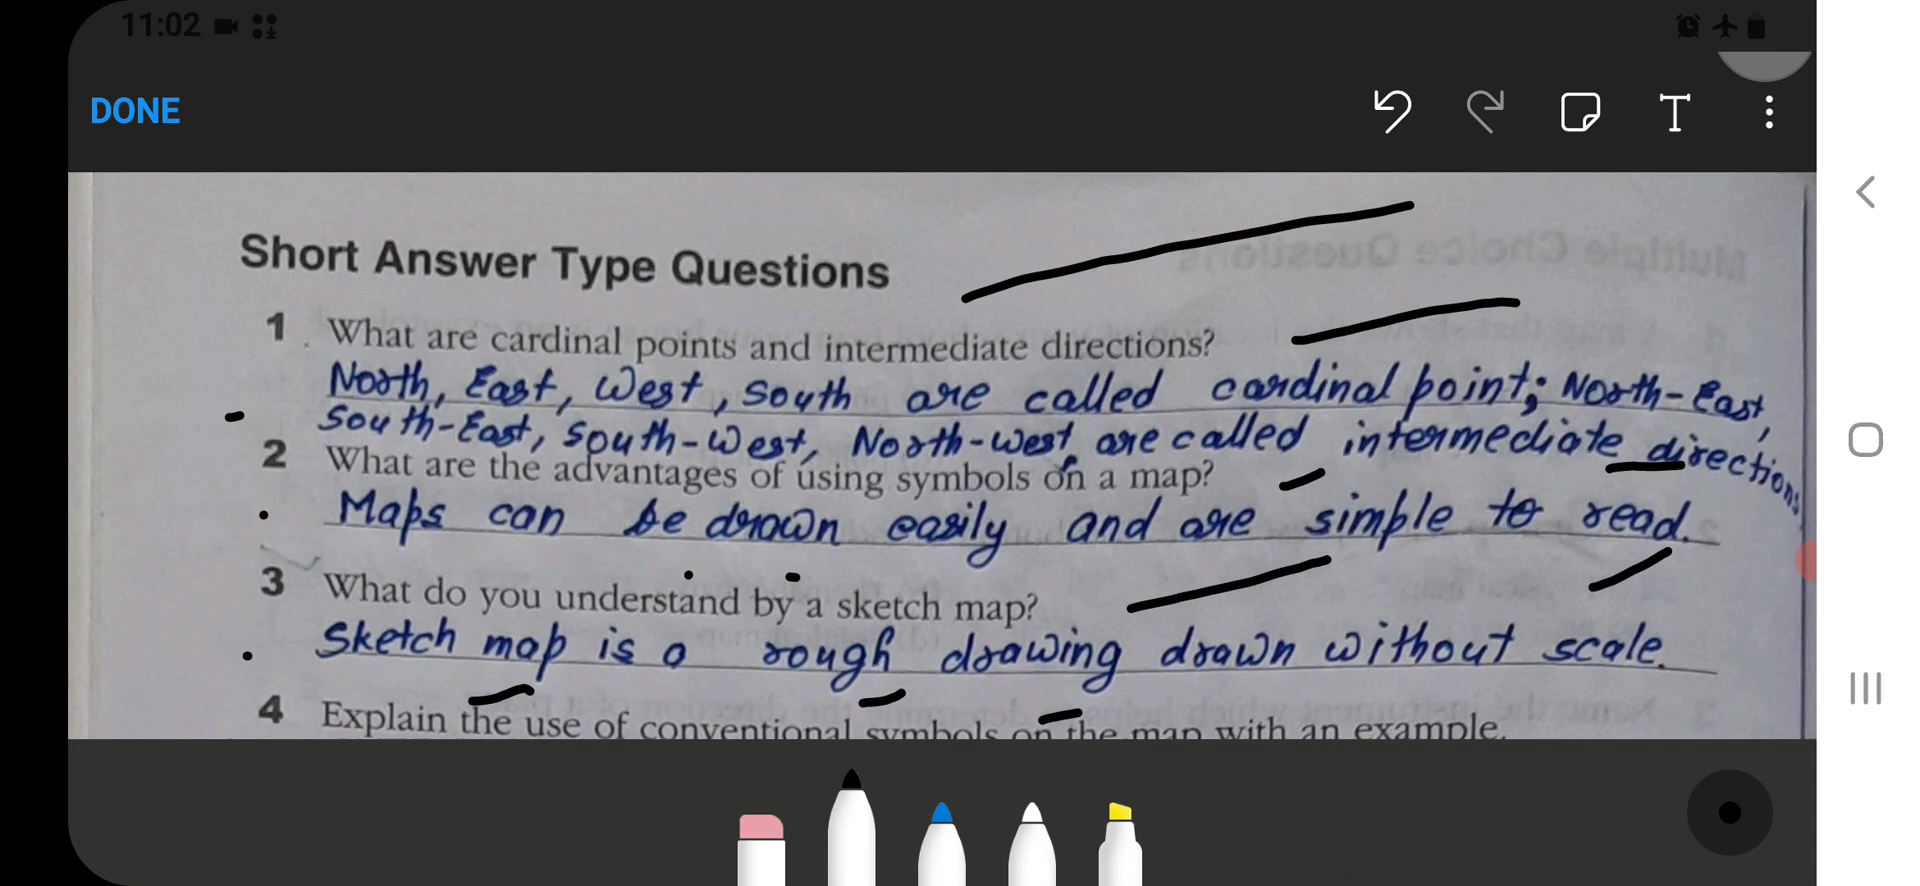 11:02
DONE
T
Short Answer Type Questions
1 What are cardinal points and intermediate directions?
North, East, West, South are called cardinal point; North-East,
South-East, South-West, North-West are called intermediate directions
2 What are the advantages of using symbols on a map?
Maps can be drawn easily and are simple to read.
3 What do you understand by a sketch map?
Sketch map is a rough drawing drawn without scale.
4 Explain the use of conventional symbols on the map with an example.